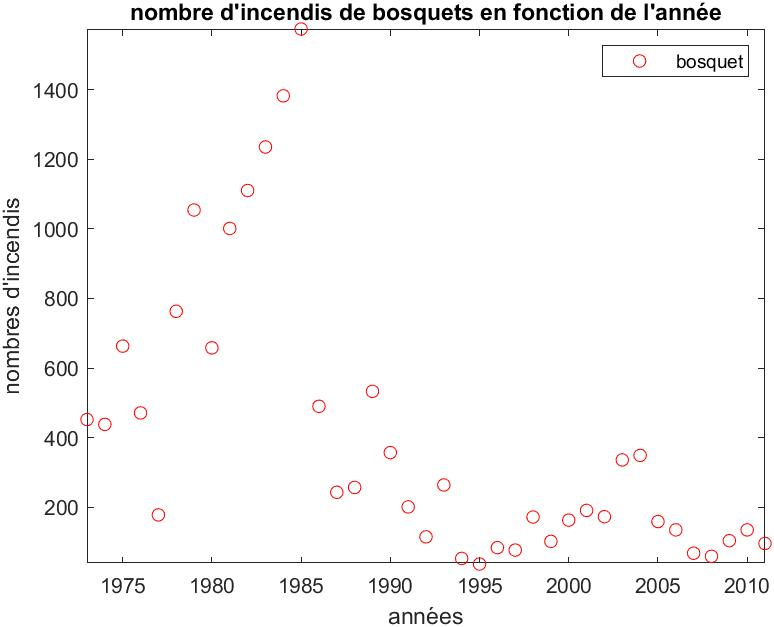 nombre d'incendis de bosquets en fonction de l'année
bosquet
1400
1200
1000
800
600
400
200
nombres d'incendis
1975 1980 1985 1990 1995 2000 2005 2010
années